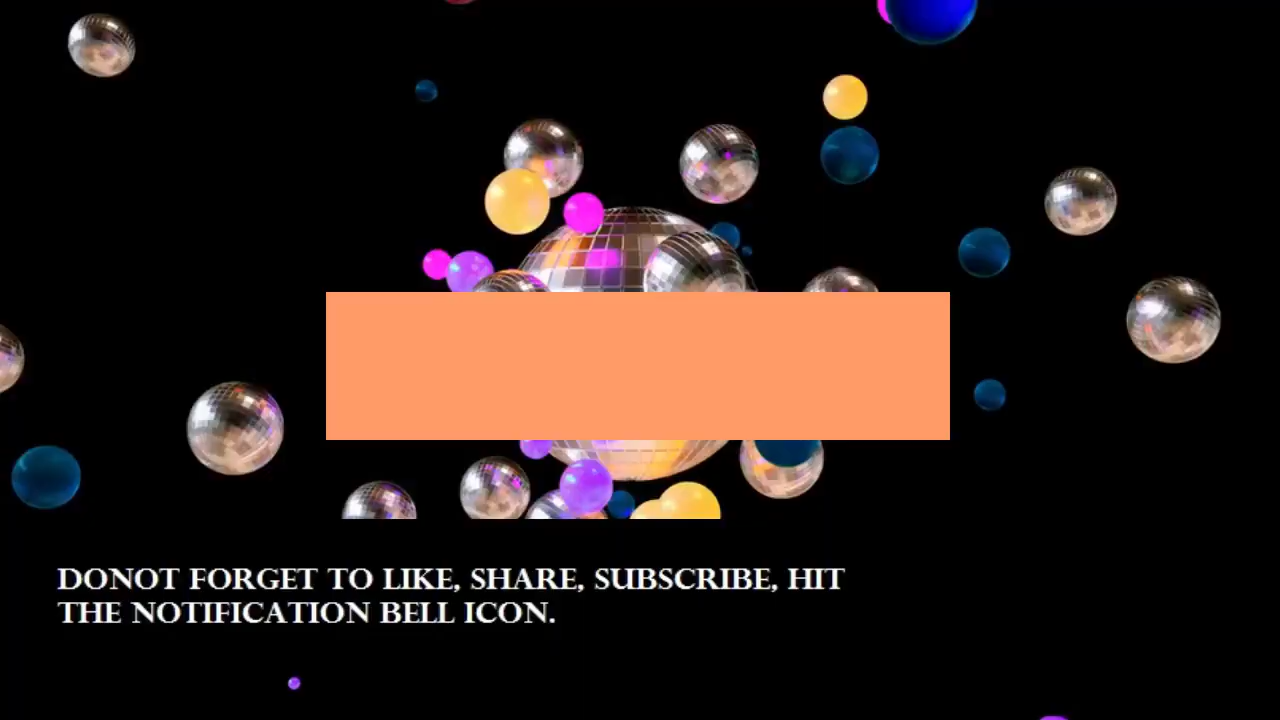 DONOT FORGET TO LIKE, SHARE, SUBSCRIBE, HIT
THE NOTIFICATION BELL ICON.